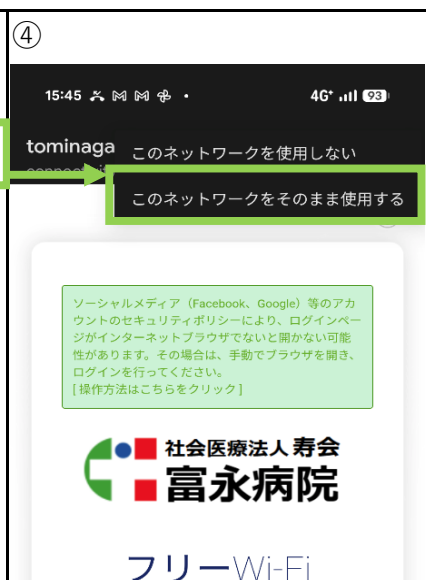 ④
15:45
4G+
93
tominaga
このネットワークを使用しない
このネットワークをそのまま使用する
ソーシャルメディア（Facebook、Google）等のアカ
ウントのセキュリティポリシーにより、ログインペー
ジがインターネットブラウザでないと開かない可能
性があります。その場合は、手動でブラウザを開き、
ログインを行ってください。
[操作方法はこちらをクリック]
社会医療法人寿会
富永病院
フリーWi-Fi